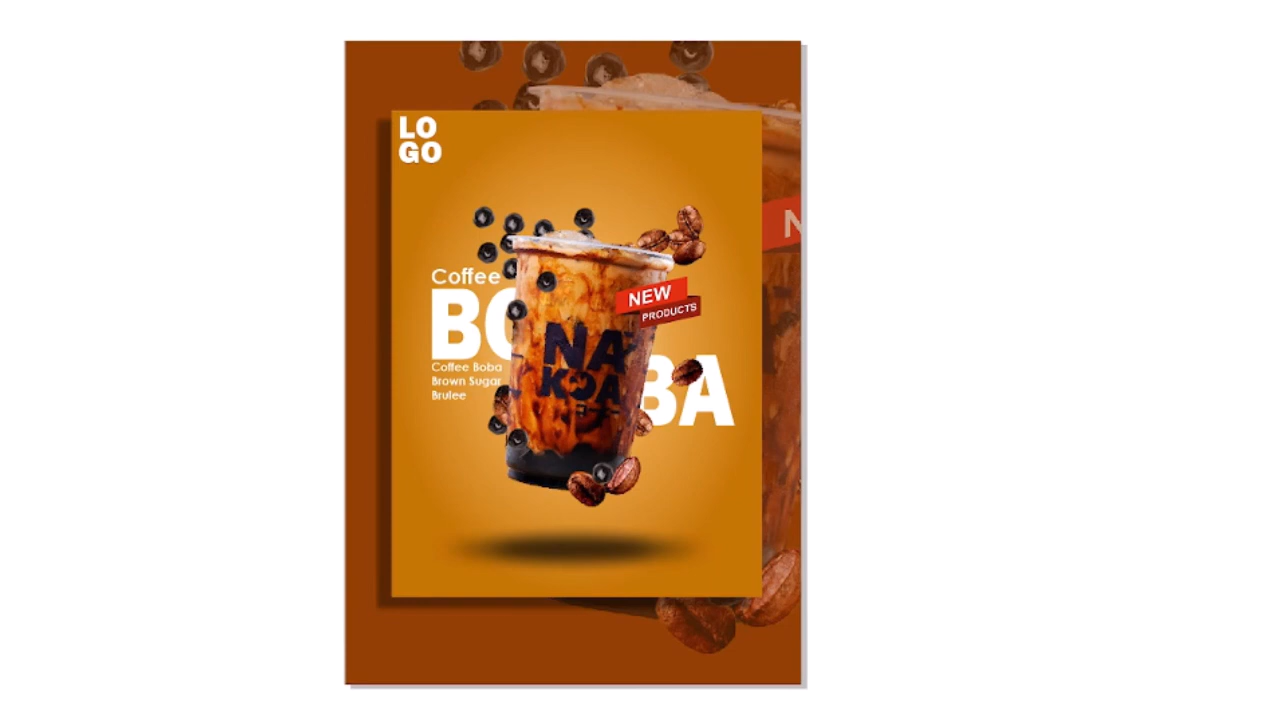 LO
GO
Coffee
BO
BA
Coffee Boba
Brown Sugar
Brulee
NEW
PRODUCTS
NA
KOA
N